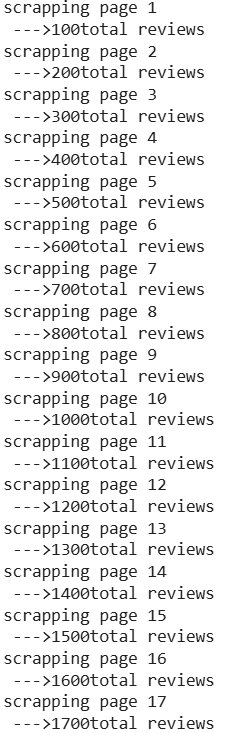 scrapping page 1
--->100total reviews
scrapping page 2
--->200total reviews
scrapping page 3
--->300total reviews
scrapping page 4
--->400total reviews
scrapping page 5
--->500total reviews
scrapping page 6
--->600total reviews
scrapping page 7
--->700total reviews
scrapping page 8
--->800total reviews
scrapping page 9
--->900total reviews
scrapping page 10
--->1000total reviews
scrapping page 11
--->1100total reviews
scrapping page 12
--->1200total reviews
scrapping page 13
--->1300total reviews
scrapping page 14
--->1400total reviews
scrapping page 15
--->1500total reviews
scrapping page 16
--->1600total reviews
scrapping page 17
--->1700total reviews